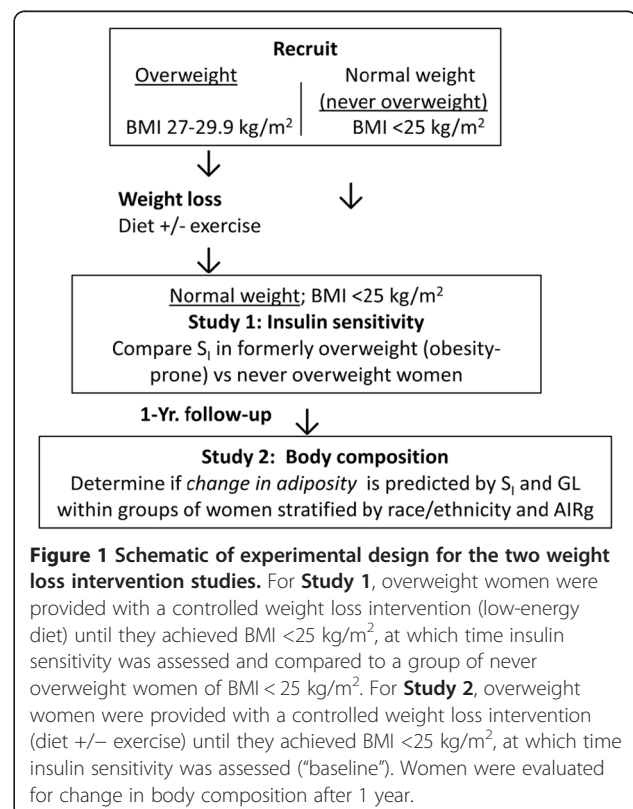 Recruit
Overweight
Normal weight
(never overweight)
BMI 27-29.9 kg/m²
BMI <25 kg/m²
Weight loss
Diet +/- exercise
Normal weight; BMI <25 kg/m²
Study 1: Insulin sensitivity
Compare S_I in formerly overweight (obesity-
prone) vs never overweight women
1-Yr. follow-up
Study 2: Body composition
Determine if change in adiposity is predicted by S_I and GL
within groups of women stratified by race/ethnicity and AIRg
Figure 1 Schematic of experimental design for the two weight
loss intervention studies. For Study 1, overweight women were
provided with a controlled weight loss intervention (low-energy
diet) until they achieved BMI <25 kg/m², at which time insulin
sensitivity was assessed and compared to a group of never
overweight women of BMI < 25 kg/m². For Study 2, overweight
women were provided with a controlled weight loss intervention
(diet +/− exercise) until they achieved BMI <25 kg/m², at which time
insulin sensitivity was assessed (“baseline”). Women were evaluated
for change in body composition after 1 year.